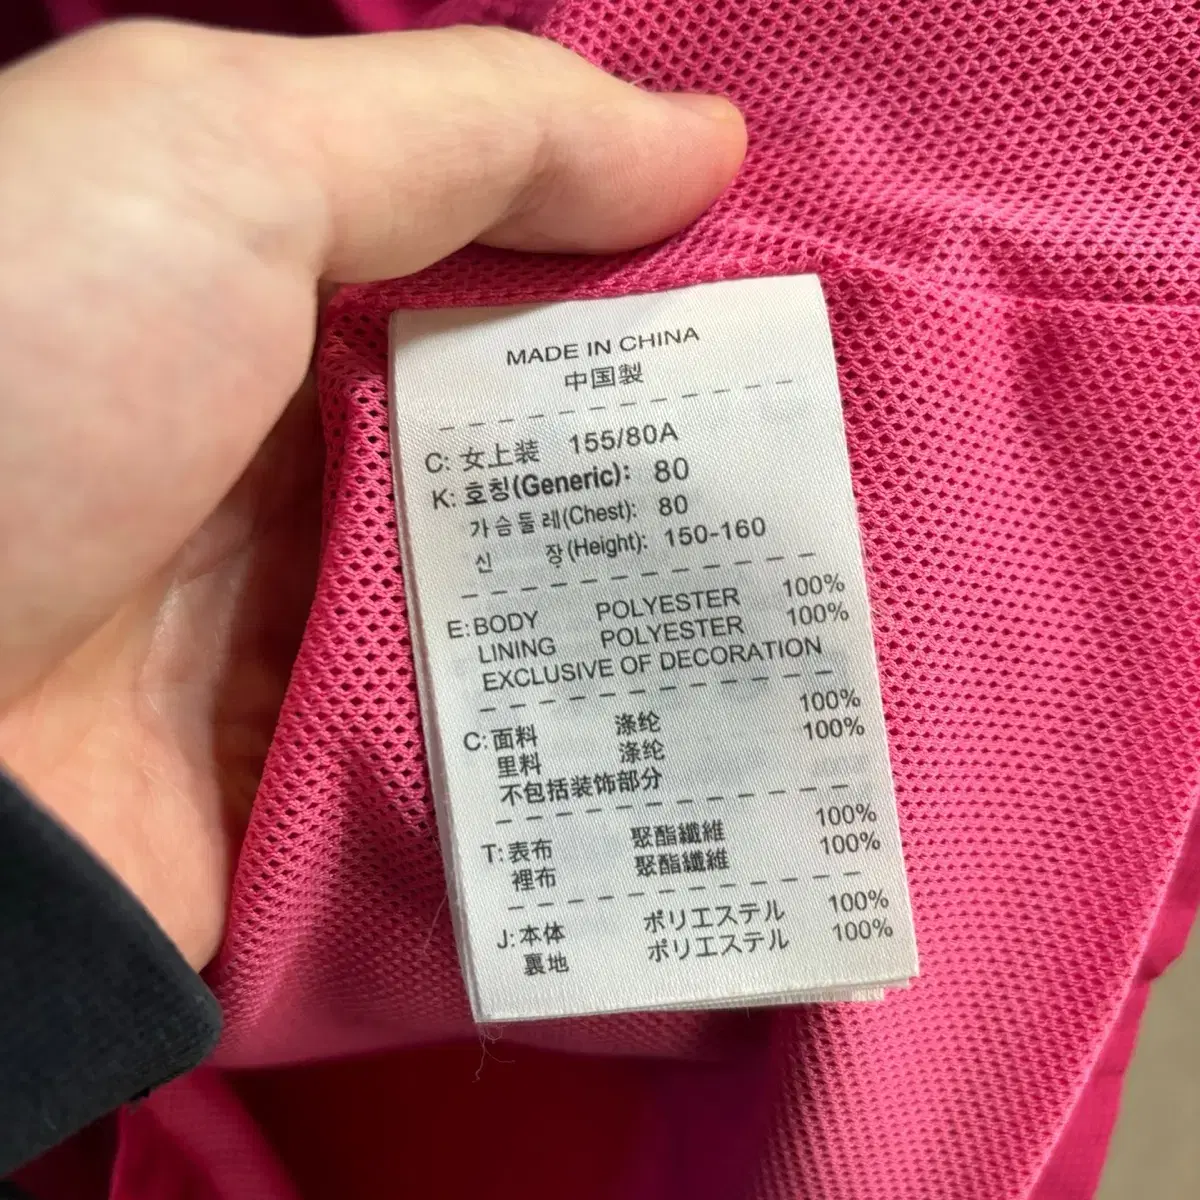 MADE IN CHINA
中国製
C: 女上装 155/80A
K: 호칭(Generic): 80
가슴둘레(Chest): 80
신 장(Height): 150-160
E: BODY POLYESTER 100%
LINING POLYESTER 100%
EXCLUSIVE OF DECORATION
C: 面料 涤纶 100%
里料 涤纶 100%
不包括装饰部分
T: 表布 聚酯纖維 100%
裡布 聚酯纖維 100%
J: 本体 ポリエステル 100%
裏地 ポリエステル 100%